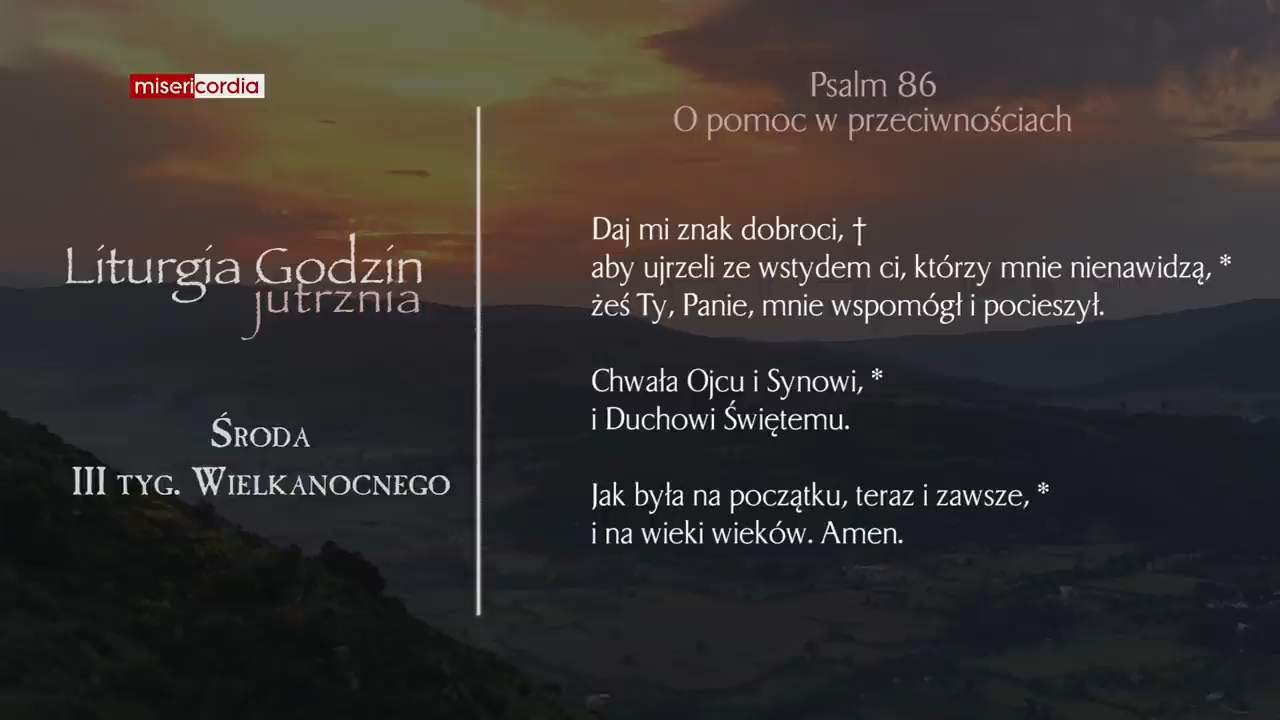 misericordia
Liturgia Godzin
jutrznia
Środa
III tyg. Wielkanocnego
Psalm 86
O pomoc w przeciwnościach
Daj mi znak dobroci, †
aby ujrzeli ze wstydem ci, którzy mnie nienawidzą, *
żeś Ty, Panie, mnie wspomógł i pocieszył.
Chwała Ojcu i Synowi, *
i Duchowi Świętemu.
Jak była na początku, teraz i zawsze, *
i na wieki wieków. Amen.